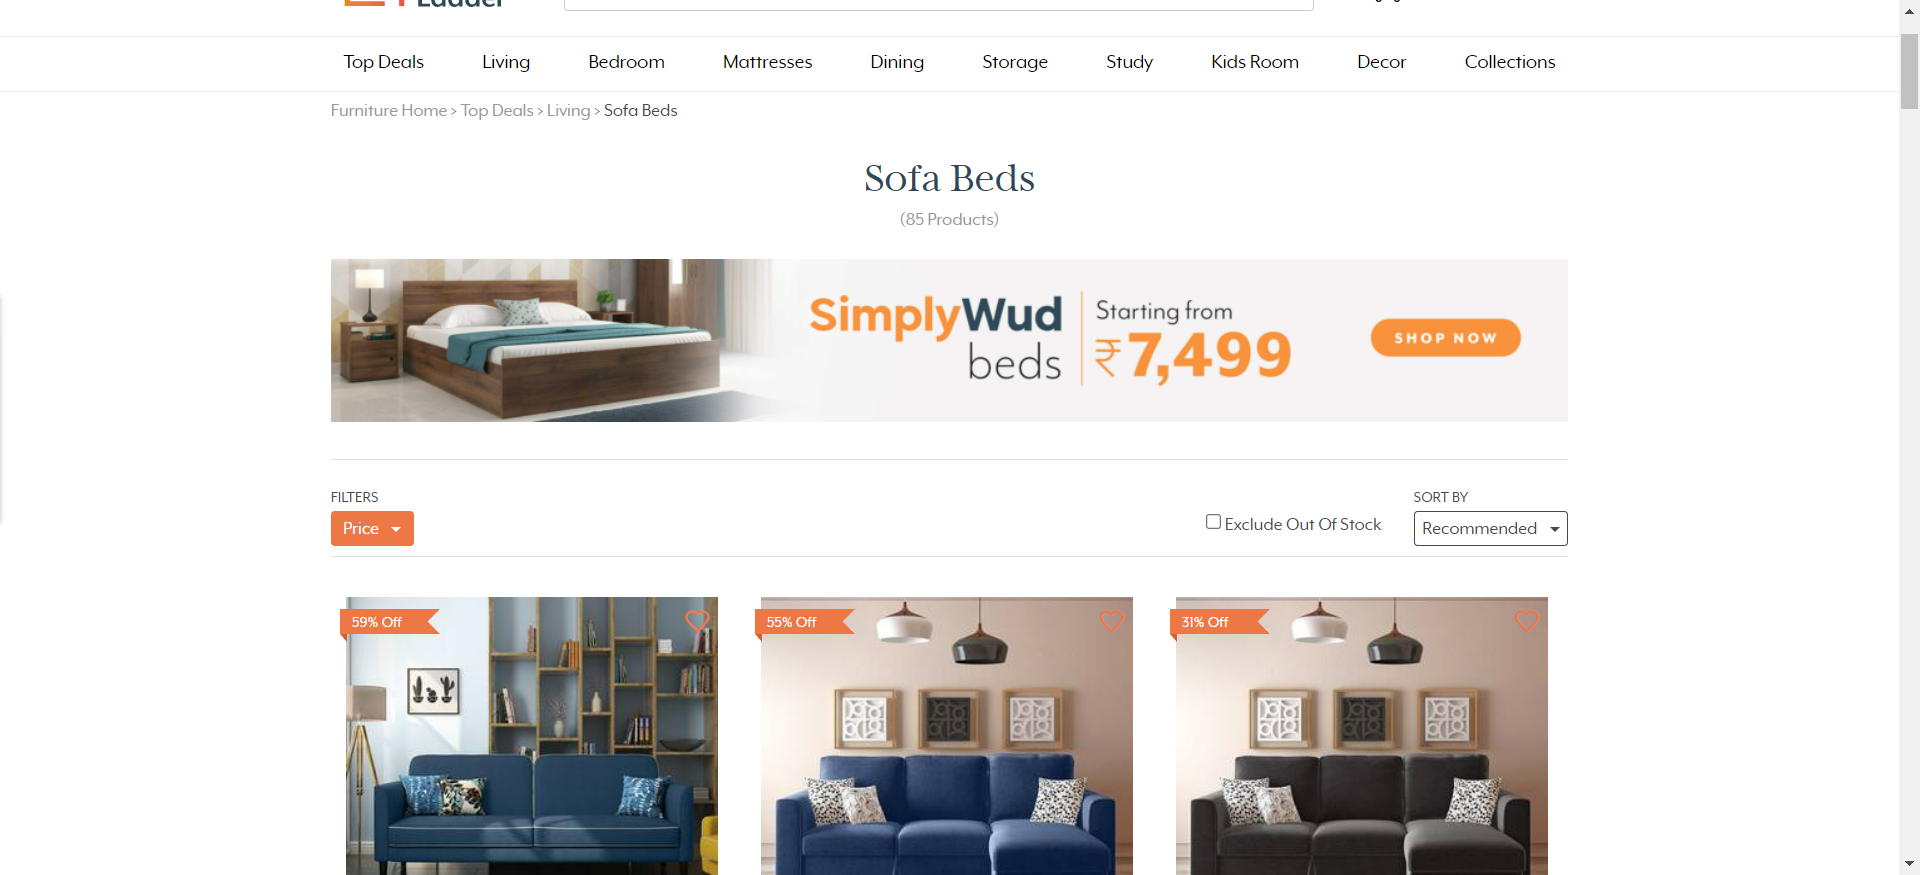 Ladder
Top Deals Living Bedroom Mattresses Dining Storage Study Kids Room Decor Collections
Furniture Home > Top Deals > Living > Sofa Beds
Sofa Beds
(85 Products)
SimplyWud
beds
Starting from
₹7,499
SHOP NOW
FILTERS
Price
Exclude Out Of Stock
SORT BY
Recommended
59% Off
55% Off
31% Off